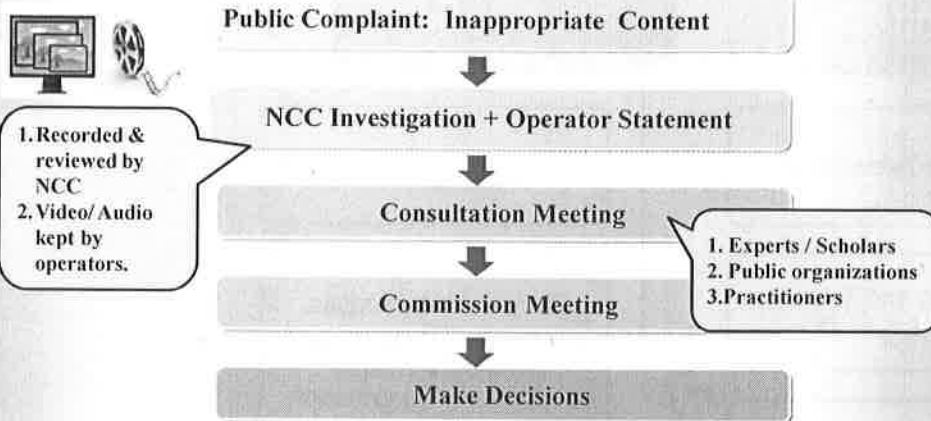 Public Complaint: Inappropriate Content
NCC Investigation + Operator Statement
1. Recorded &
reviewed by
NCC
2. Video/ Audio
kept by
operators.
Consultation Meeting
1. Experts / Scholars
2. Public organizations
3.Practitioners
Commission Meeting
Make Decisions